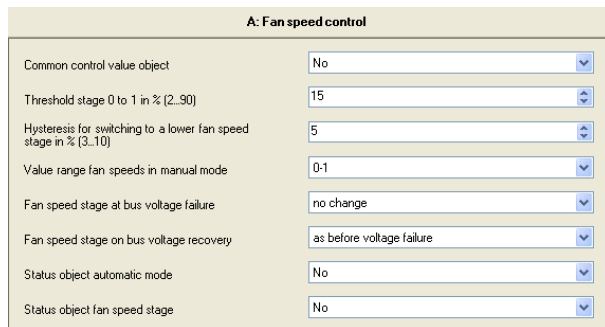 A: Fan speed control
Common control value object
No
Threshold stage 0 to 1 in % (2...90)
15
Hysteresis for switching to a lower fan speed
stage in % (3...10)
5
Value range fan speeds in manual mode
0-1
Fan speed stage at bus voltage failure
no change
Fan speed stage on bus voltage recovery
as before voltage failure
Status object automatic mode
No
Status object fan speed stage
No